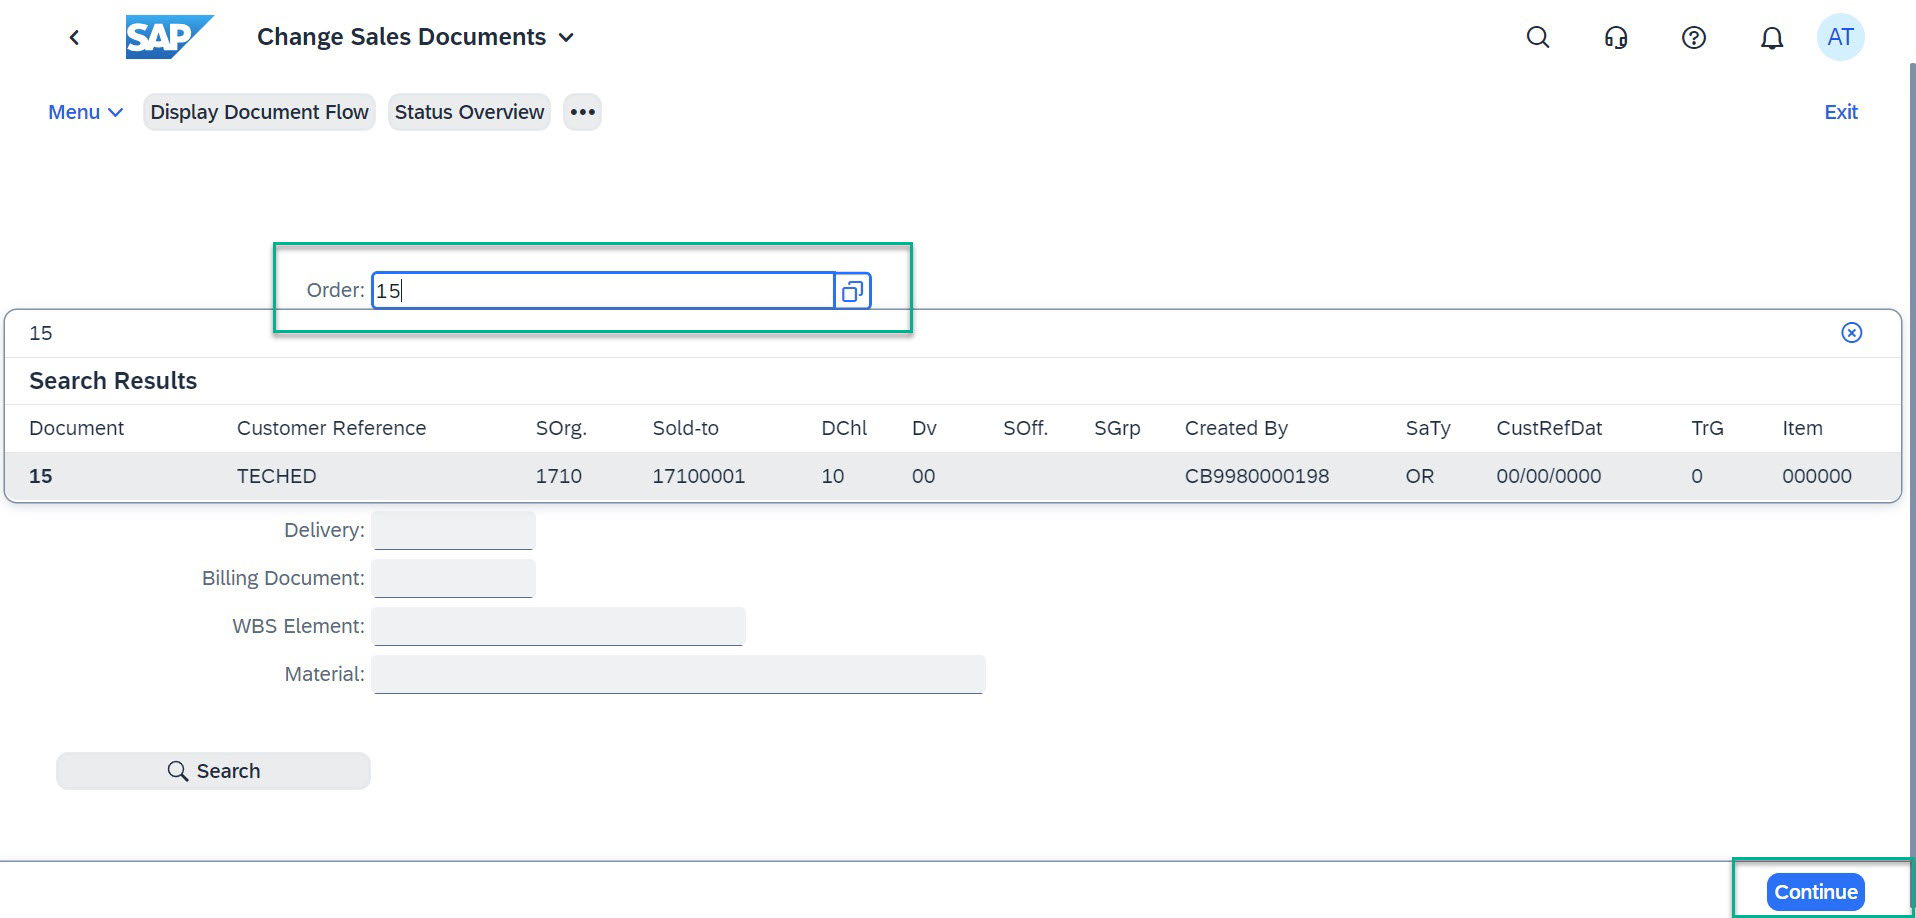 SAP Change Sales Documents AT
Menu Display Document Flow Status Overview ••• Exit
Order: 15
15
Search Results
Document Customer Reference SOrg. Sold-to DChl Dv SOff. SGrp Created By SaTy CustRefDat TrG Item
15 TECHED 1710 17100001 10 00 CB9980000198 OR 00/00/0000 0 000000
Delivery:
Billing Document:
WBS Element:
Material:
Search
Continue